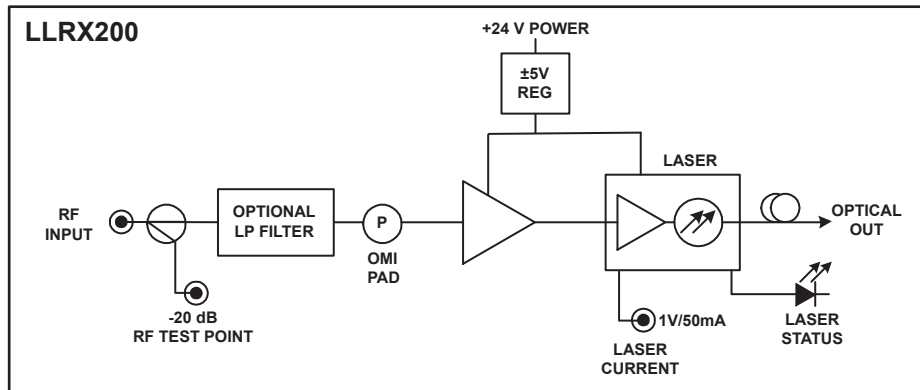 LLRX200
+24 V POWER
±5V
REG
LASER
RF
INPUT
OPTIONAL
LP FILTER
P
OMI
PAD
OPTICAL
OUT
-20 dB
RF TEST POINT
1V/50mA
LASER
CURRENT
LASER
STATUS